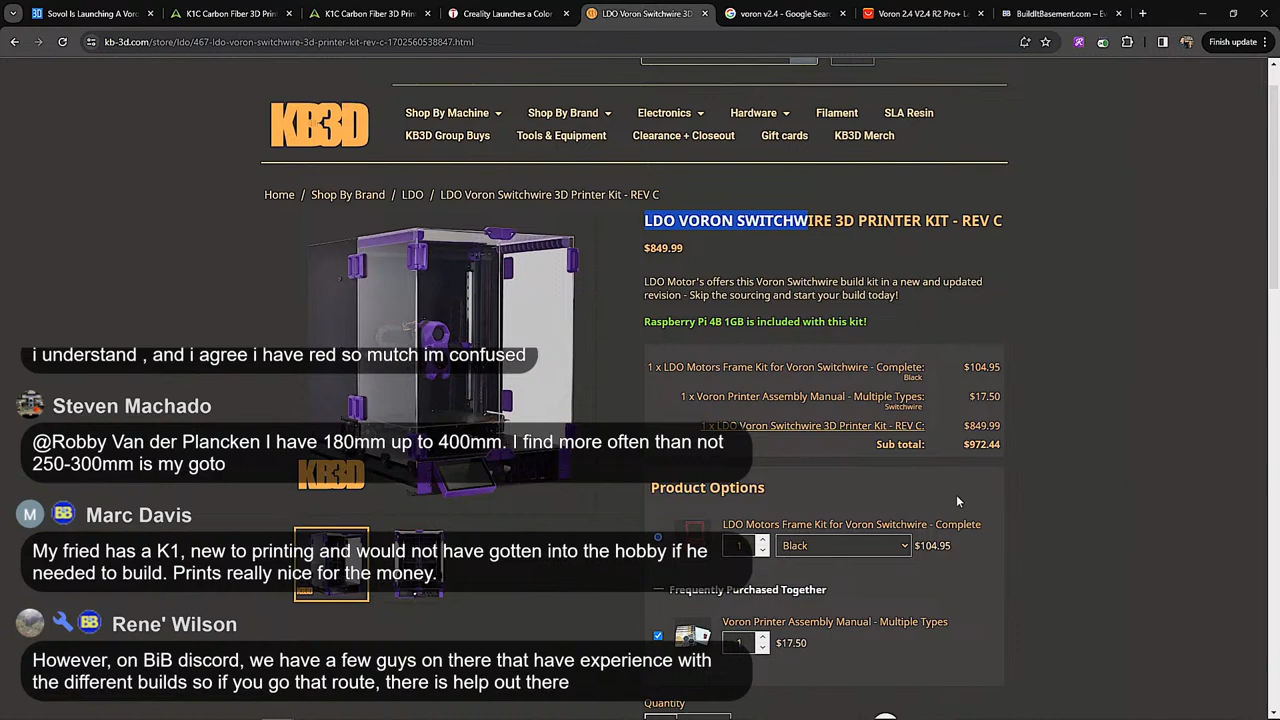 Sovol Is Launching A Voro
K1C Carbon Fiber 3D Print
K1C Carbon Fiber 3D Print
Creality Launches a Color
LDO Voron Switchwire 3D
voron v2.4 - Google Sear
Voron 2.4 V2.4 R2 Pro+ L
BuildItBasement.com – Ev
kb-3d.com/store/ldo/467-ldo-voron-switchwire-3d-printer-kit-rev-c-1702560538847.html
Finish update
KB3D
Shop By Machine
Shop By Brand
Electronics
Hardware
Filament
SLA Resin
KB3D Group Buys
Tools & Equipment
Clearance + Closeout
Gift cards
KB3D Merch
Home / Shop By Brand / LDO / LDO Voron Switchwire 3D Printer Kit - REV C
LDO VORON SWITCHWIRE 3D PRINTER KIT - REV C
$849.99
LDO Motor's offers this Voron Switchwire build kit in a new and updated
revision - Skip the sourcing and start your build today!
Raspberry Pi 4B 1GB is included with this kit!
1 x LDO Motors Frame Kit for Voron Switchwire - Complete: $104.95
Black
1 x Voron Printer Assembly Manual - Multiple Types: $17.50
Switchwire
1 x LDO Voron Switchwire 3D Printer Kit - REV C: $849.99
Sub total: $972.44
Product Options
LDO Motors Frame Kit for Voron Switchwire - Complete
1 Black $104.95
Frequently Purchased Together
Voron Printer Assembly Manual - Multiple Types
1 $17.50
Quantity
KB3D
i understand , and i agree i have red so mutch im confused
Steven Machado
@Robby Van der Plancken I have 180mm up to 400mm. I find more often than not
250-300mm is my goto
M BB Marc Davis
My fried has a K1, new to printing and would not have gotten into the hobby if he
needed to build. Prints really nice for the money.
BB Rene' Wilson
However, on BiB discord, we have a few guys on there that have experience with
the different builds so if you go that route, there is help out there